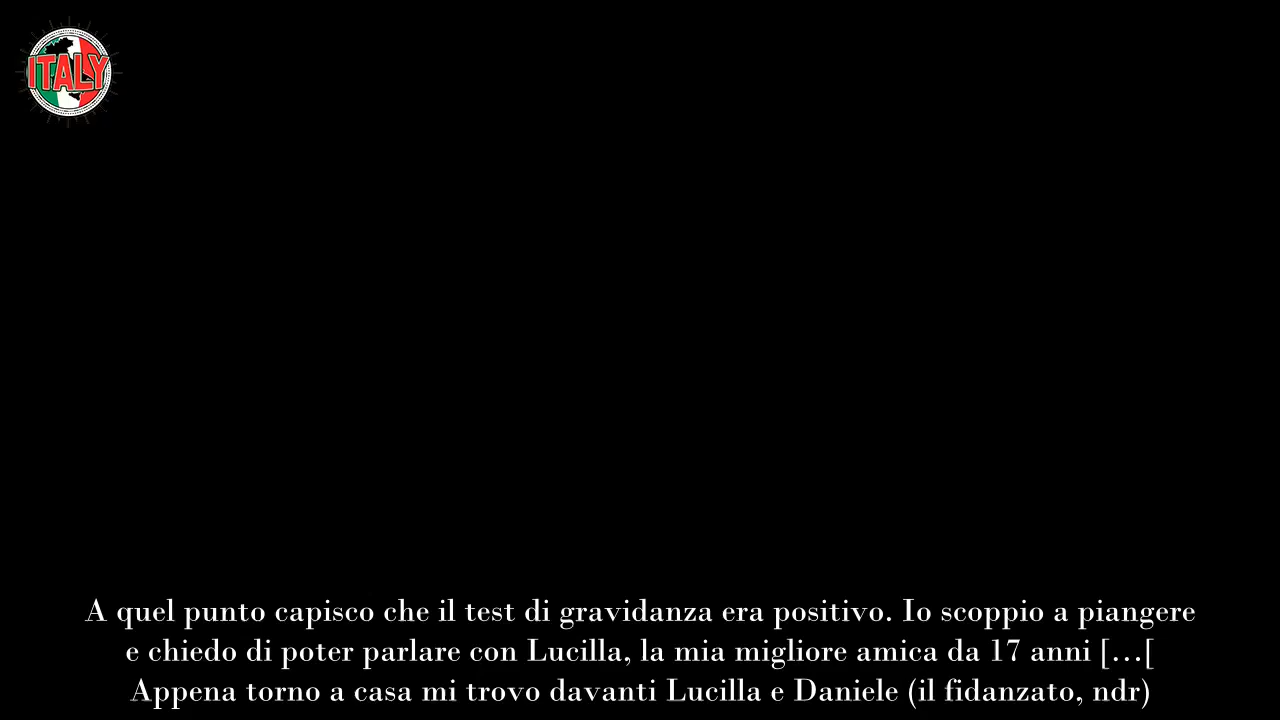 ITALY
A quel punto capisco che il test di gravidanza era positivo. Io scoppio a piangere
e chiedo di poter parlare con Lucilla, la mia migliore amica da 17 anni [...[
Appena torno a casa mi trovo davanti Lucilla e Daniele (il fidanzato, ndr)